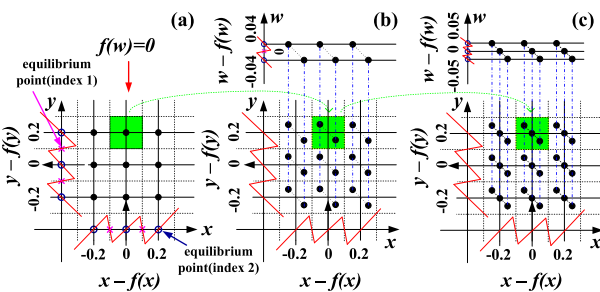 (a)
f(w)=0
equilibrium
point(index 1)
y
y – f(y)
0.2
0
-0.2
x
-0.2
0
0.2
equilibrium
point(index 2)
x – f(x)
(b)
w
w – f(w)
0.04
0
-0.04
y
y – f(y)
0.2
0
-0.2
x
-0.2
0
0.2
x – f(x)
(c)
w
w – f(w)
0.05
0
-0.05
y
y – f(y)
0.2
0
-0.2
x
-0.2
0
0.2
x – f(x)